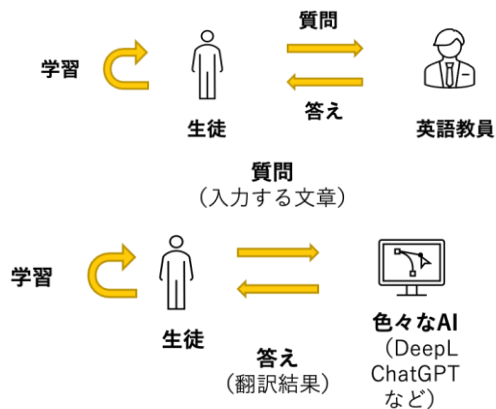 質問
学習
答え
生徒
英語教員
質問
（入力する文章）
学習
生徒
色々なAI
（DeepL
ChatGPT
など）
答え
（翻訳結果）